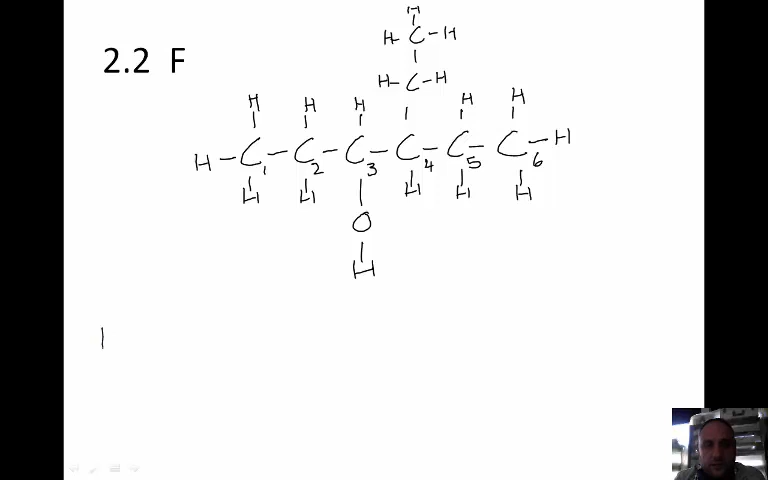 2.2 F
H
H-C-H
H-C-H
H H H H H
H-C1-C2-C3-C4-C5-C6-H
H H H H H
O
H